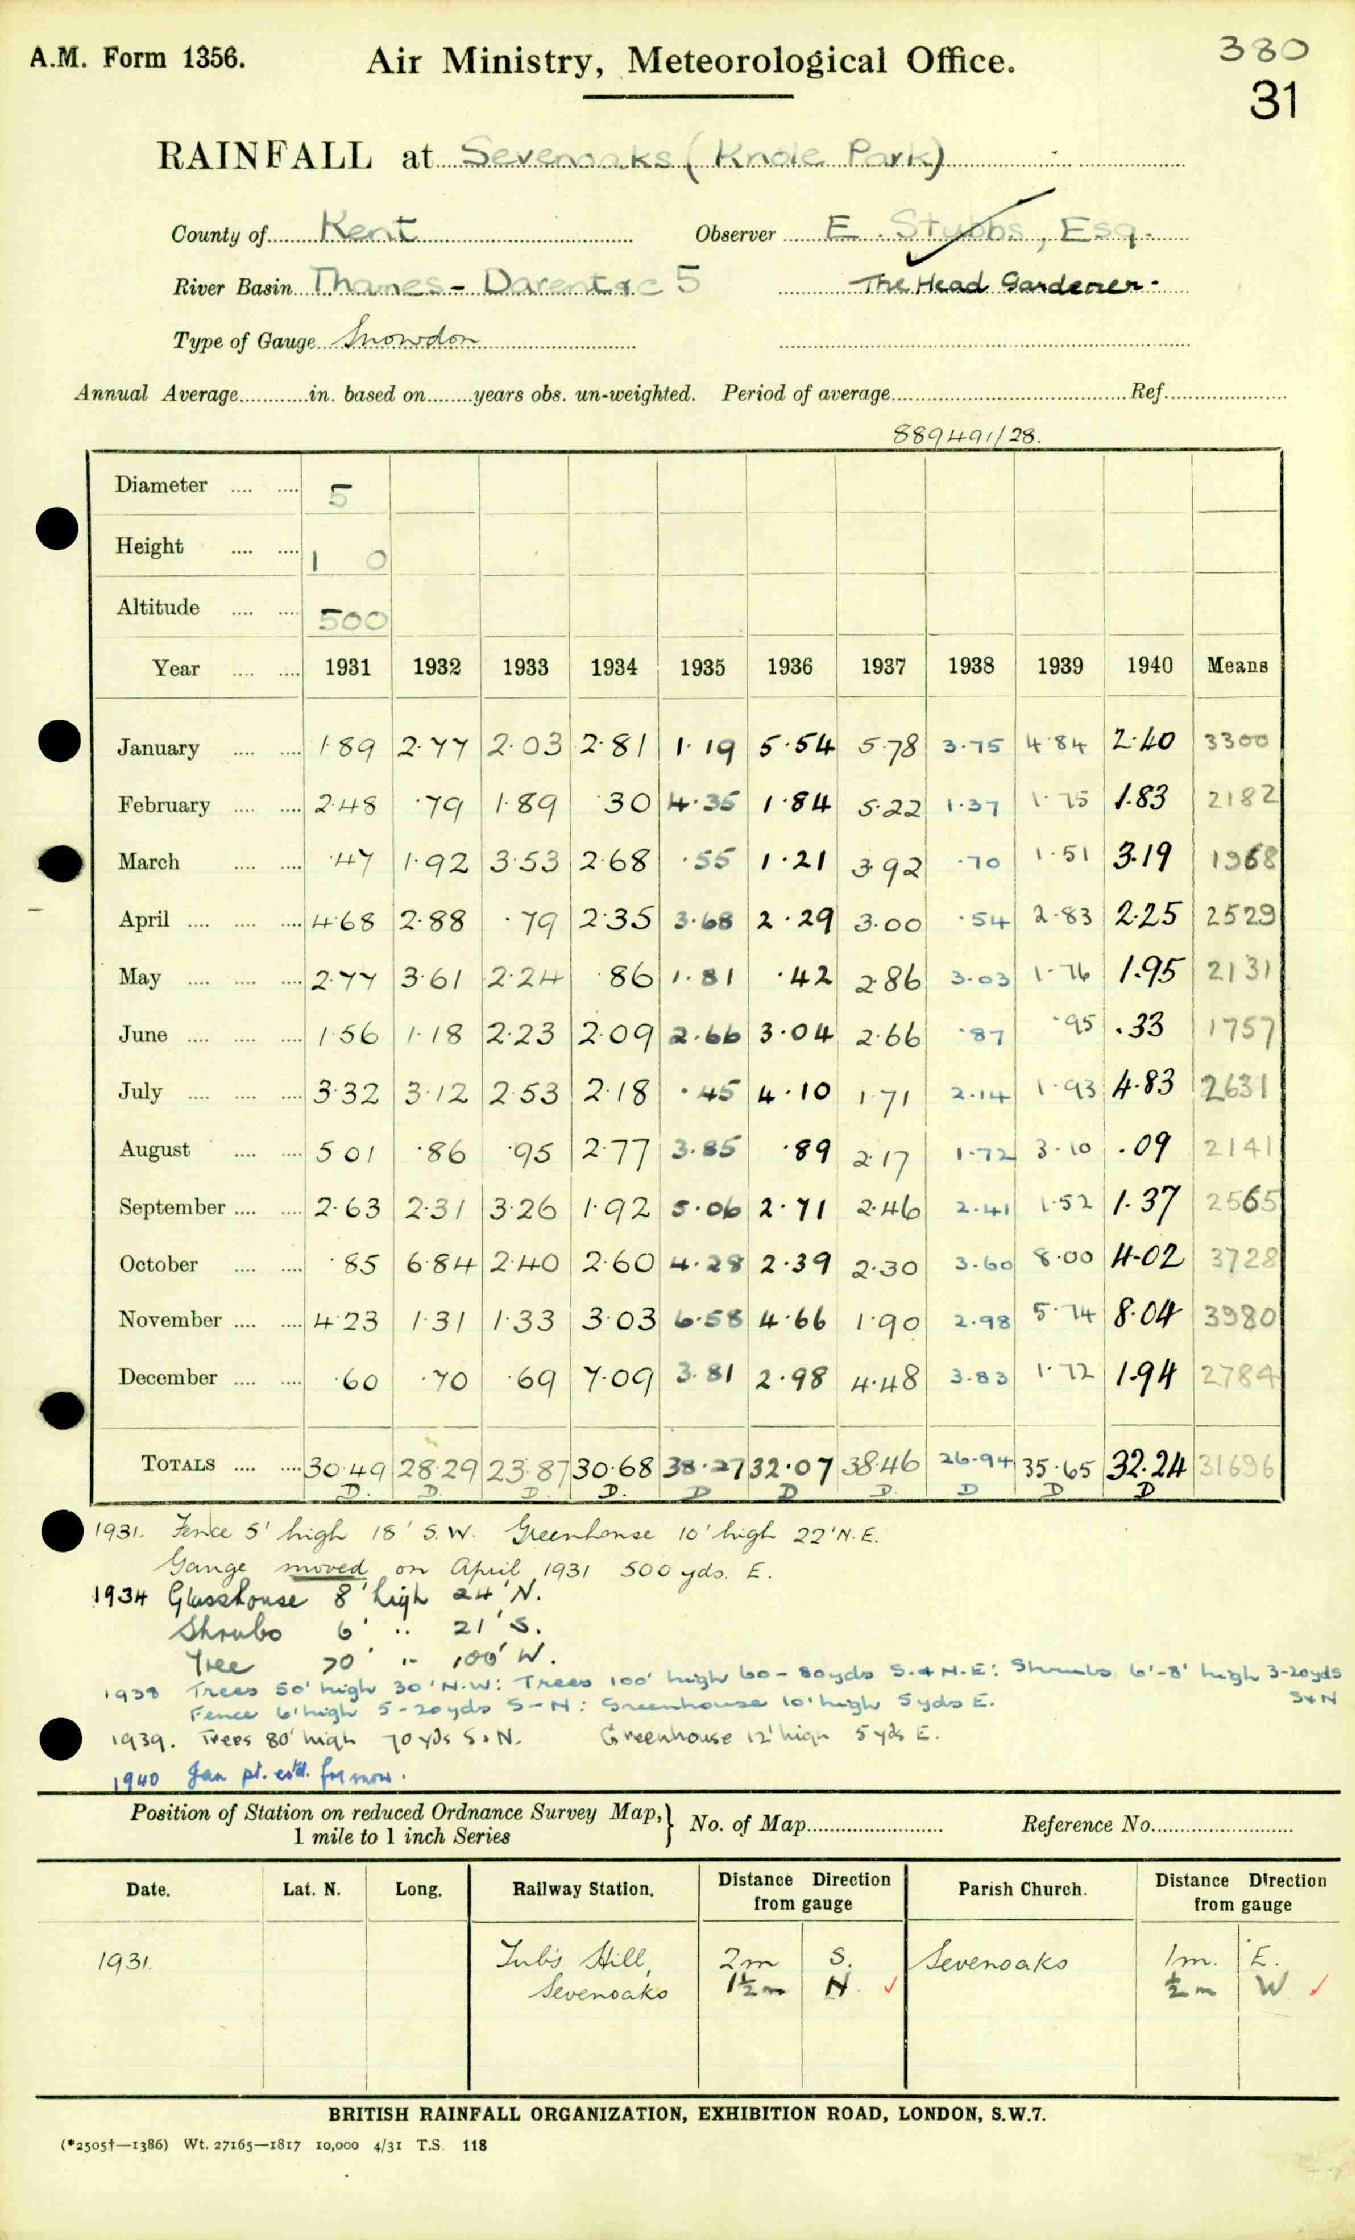 A.M. Form 1356.
Air Ministry, Meteorological Office.
380
31
RAINFALL at Sevenoaks (Knole Park)
County of Kent Observer E. Stubbs, Esq.
River Basin Thames - Darent &c 5 The Head Gardener.
Type of Gauge Snowdon
Annual Average in. based on years obs. un-weighted. Period of average Ref.
889491/28.
Diameter 5
Height 1 0
Altitude 500
Year 1931 1932 1933 1934 1935 1936 1937 1938 1939 1940 Means
January 1.89 2.77 2.03 2.81 1.19 5.54 5.78 3.75 4.84 2.40 3300
February 2.48 .79 1.89 .30 4.35 1.84 5.22 1.37 1.75 1.83 2182
March .47 1.92 3.53 2.68 .55 1.21 3.92 .70 1.51 3.19 1968
April 4.68 2.88 .79 2.35 3.68 2.29 3.00 .54 2.83 2.25 2529
May 2.77 3.61 2.24 .86 1.81 .42 2.86 3.03 1.76 1.95 2131
June 1.56 1.18 2.23 2.09 2.66 3.04 2.66 .87 .95 .33 1757
July 3.32 3.12 2.53 2.18 .45 4.10 1.71 2.14 1.93 4.83 2631
August 5.01 .86 .95 2.77 3.85 .89 2.17 1.72 3.10 .09 2141
September 2.63 2.31 3.26 1.92 5.06 2.71 2.46 2.41 1.52 1.37 2565
October .85 6.84 2.40 2.60 4.28 2.39 2.30 3.60 8.00 4.02 3728
November 4.23 1.31 1.33 3.03 6.58 4.66 1.90 2.98 5.74 8.04 3980
December .60 .70 .69 7.09 3.81 2.98 4.48 3.83 1.72 1.94 2784
TOTALS 30.49 28.29 23.87 30.68 38.27 32.07 38.46 26.94 35.65 32.24 31696
D. D. D. D. D D D. D D D
1931. Fence 5' high 18' S.W. Greenhouse 10' high 22' N.E.
Gauge moved on April 1931 500 yds. E.
1934 Glasshouse 8' high 24' N.
Shrubs 6' " 21' S.
Tree 70' " 100' W.
1938 Trees 50' high 30' N.W: Trees 100' high 60-80yds S.& N.E: Shrubs 6'-8' high 3-20yds S&N
Fence 6' high 5-20yds S-N: Greenhouse 10' high 5yds E.
1939. Trees 80' high 70 yds S & N. Greenhouse 12' high 5 yds E.
1940 Jan pt. estd. for snow.
Position of Station on reduced Ordnance Survey Map, 1 mile to 1 inch Series } No. of Map Reference No.
Date. Lat. N. Long. Railway Station. Distance Direction from gauge Parish Church. Distance Direction from gauge
1931. Tubs Hill, 2m S. Sevenoaks 1m. E.
Sevenoaks 1½m N. ✓ ½m W ✓
BRITISH RAINFALL ORGANIZATION, EXHIBITION ROAD, LONDON, S.W.7.
(*2505†—1386) Wt. 27165—1817 10,000 4/31 T.S. 118